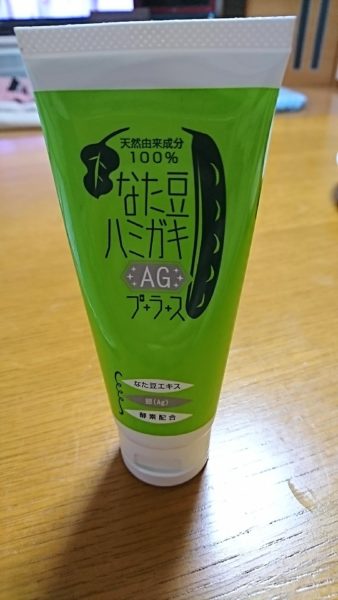 天然由来成分
100%
なた豆
ハミガキ
AG
プラス
なた豆エキス
銀(Ag)
酵素配合